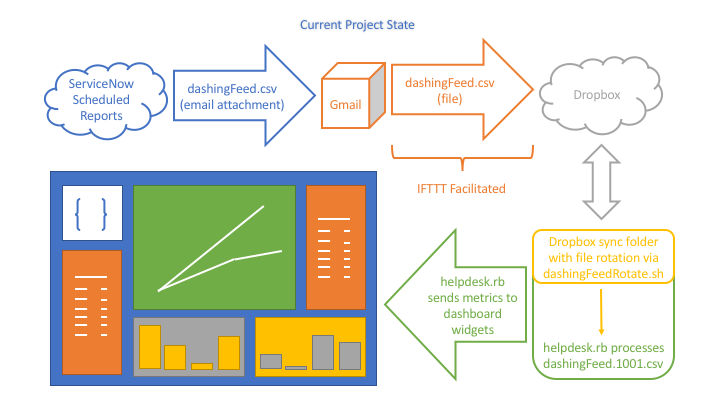 Current Project State
ServiceNow
Scheduled
Reports
dashingFeed.csv
(email attachment)
Gmail
dashingFeed.csv
(file)
Dropbox
IFTTT Facilitated
{ }
helpdesk.rb
sends metrics to
dashboard
widgets
Dropbox sync folder
with file rotation via
dashingFeedRotate.sh
helpdesk.rb processes
dashingFeed.1001.csv